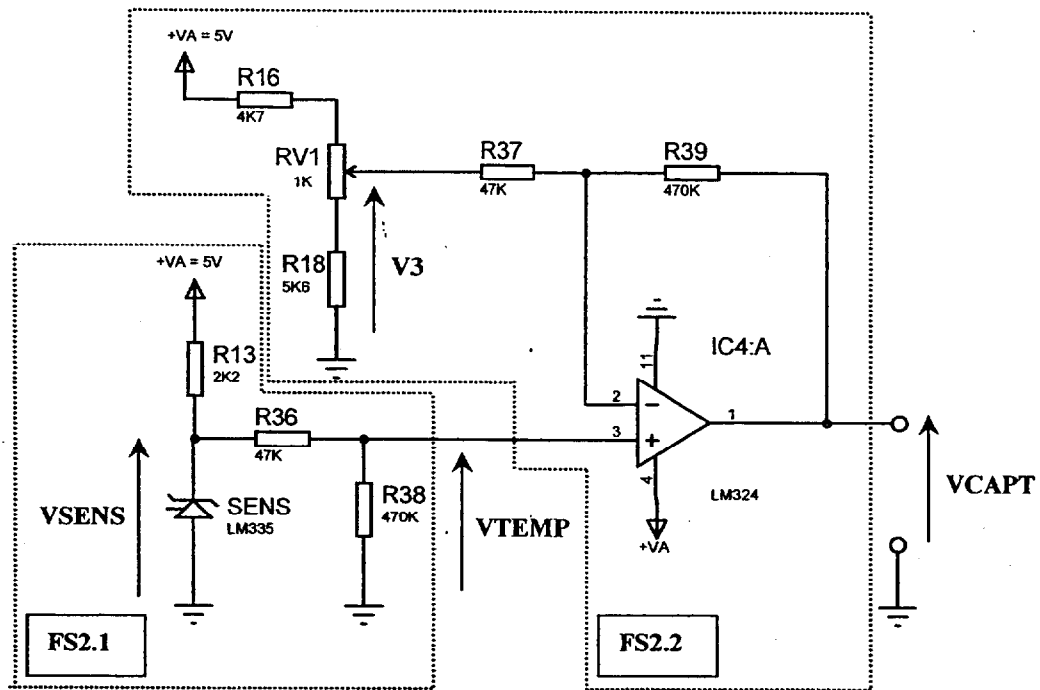 +VA = 5V
R16
4K7
RV1
1K
R37
47K
R39
470K
V3
R18
5K6
+VA = 5V
R13
2K2
IC4:A
11
2
1
3
4
LM324
+VA
R36
47K
R38
470K
VSENS
SENS
LM335
VTEMP
VCAPT
FS2.1
FS2.2